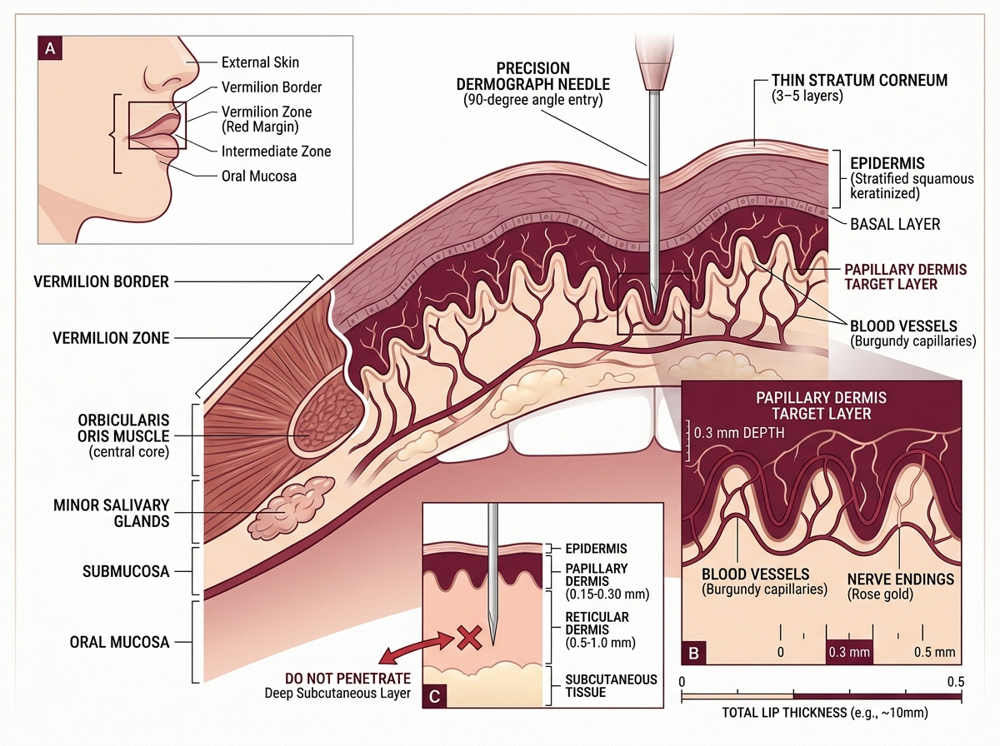 A
External Skin
Vermilion Border
Vermilion Zone
(Red Margin)
Intermediate Zone
Oral Mucosa
PRECISION
DERMOGRAPH NEEDLE
(90-degree angle entry)
THIN STRATUM CORNEUM
(3–5 layers)
EPIDERMIS
(Stratified squamous
keratinized)
BASAL LAYER
PAPILLARY DERMIS
TARGET LAYER
BLOOD VESSELS
(Burgundy capillaries)
VERMILION BORDER
VERMILION ZONE
ORBICULARIS
ORIS MUSCLE
(central core)
MINOR SALIVARY
GLANDS
SUBMUCOSA
ORAL MUCOSA
EPIDERMIS
PAPILLARY
DERMIS
(0.15-0.30 mm)
RETICULAR
DERMIS
(0.5-1.0 mm)
SUBCUTANEOUS
TISSUE
DO NOT PENETRATE
Deep Subcutaneous Layer
C
PAPILLARY DERMIS
TARGET LAYER
0.3 mm DEPTH
BLOOD VESSELS
(Burgundy capillaries)
NERVE ENDINGS
(Rose gold)
0 0.3 mm 0.5 mm
B
0 0.5
TOTAL LIP THICKNESS (e.g., ~10mm)